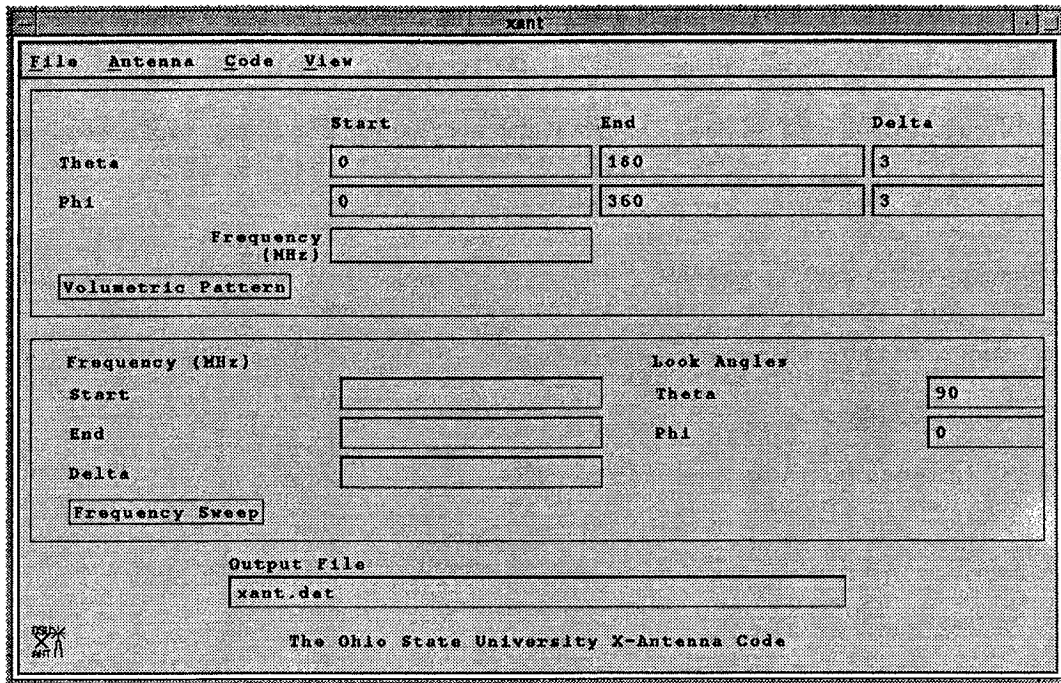 xant
File Antenna Code View
Start End Delta
Theta 0 180 3
Phi 0 360 3
Frequency
(MHz)
Volumetric Pattern
Frequency (MHz) Look Angles
Start Theta 90
End Phi 0
Delta
Frequency Sweep
Output File
xant.dat
OSU
X
ANT
The Ohio State University X-Antenna Code